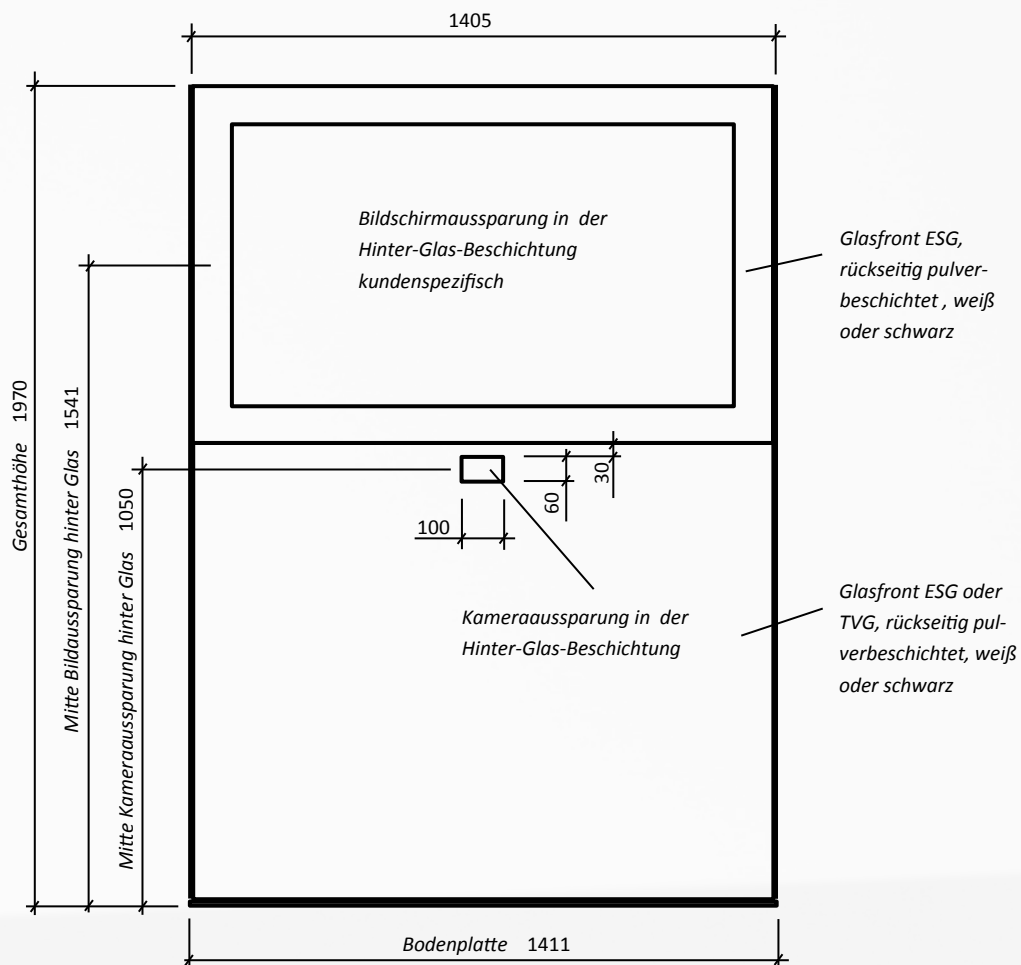 1405
Bildschirmaussparung in der
Hinter-Glas-Beschichtung
kundenspezifisch
Glasfront ESG,
rückseitig pulver-
beschichtet , weiß
oder schwarz
Gesamthöhe 1970
Mitte Bildaussparung hinter Glas 1541
Mitte Kameraaussparung hinter Glas 1050
30
60
100
Kameraaussparung in der
Hinter-Glas-Beschichtung
Glasfront ESG oder
TVG, rückseitig pul-
verbeschichtet, weiß
oder schwarz
Bodenplatte 1411